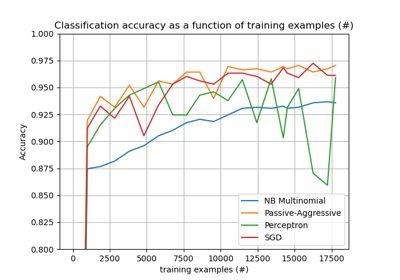 Classification accuracy as a function of training examples (#)
1.000
0.975
0.950
0.925
0.900
0.875
0.850
0.825
0.800
Accuracy
NB Multinomial
Passive-Aggressive
Perceptron
SGD
0 2500 5000 7500 10000 12500 15000 17500
training examples (#)